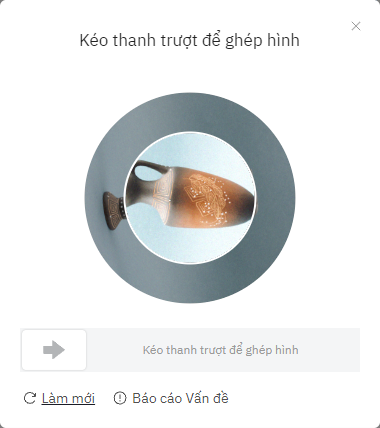 Kéo thanh trượt để ghép hình
Kéo thanh trượt để ghép hình
Làm mới
Báo cáo Vấn đề